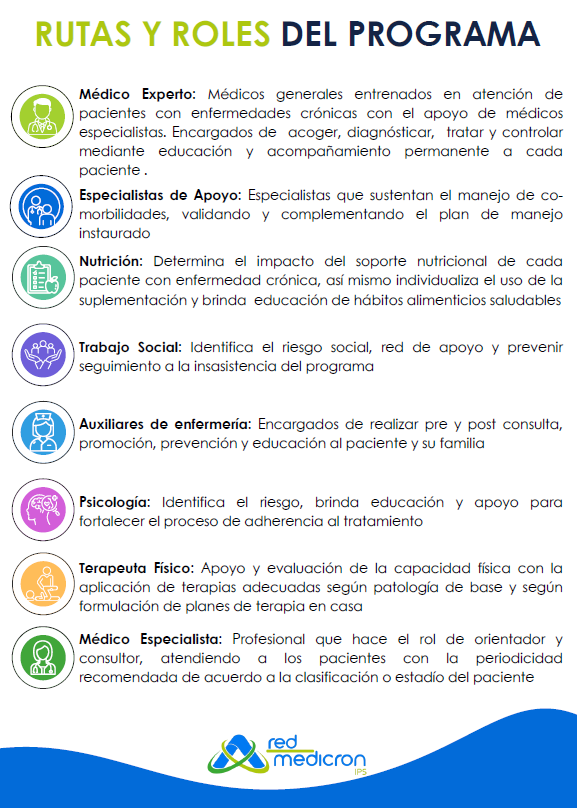 RUTAS Y ROLES DEL PROGRAMA
Médico Experto: Médicos generales entrenados en atención de
pacientes con enfermedades crónicas con el apoyo de médicos
especialistas. Encargados de acoger, diagnósticar, tratar y controlar
mediante educación y acompañamiento permanente a cada
paciente .
Especialistas de Apoyo: Especialistas que sustentan el manejo de co-
morbilidades, validando y complementando el plan de manejo
instaurado
Nutrición: Determina el impacto del soporte nutricional de cada
paciente con enfermedad crónica, así mismo individualiza el uso de la
suplementación y brinda educación de hábitos alimenticios saludables
Trabajo Social: Identifica el riesgo social, red de apoyo y prevenir
seguimiento a la insasistencia del programa
Auxiliares de enfermería: Encargados de realizar pre y post consulta,
promoción, prevención y educación al paciente y su familia
Psicología: Identifica el riesgo, brinda educación y apoyo para
fortalecer el proceso de adherencia al tratamiento
Terapeuta Físico: Apoyo y evaluación de la capacidad física con la
aplicación de terapias adecuadas según patología de base y según
formulación de planes de terapia en casa
Médico Especialista: Profesional que hace el rol de orientador y
consultor, atendiendo a los pacientes con la periodicidad
recomendada de acuerdo a la clasificación o estadío del paciente
red
medicron
IPS